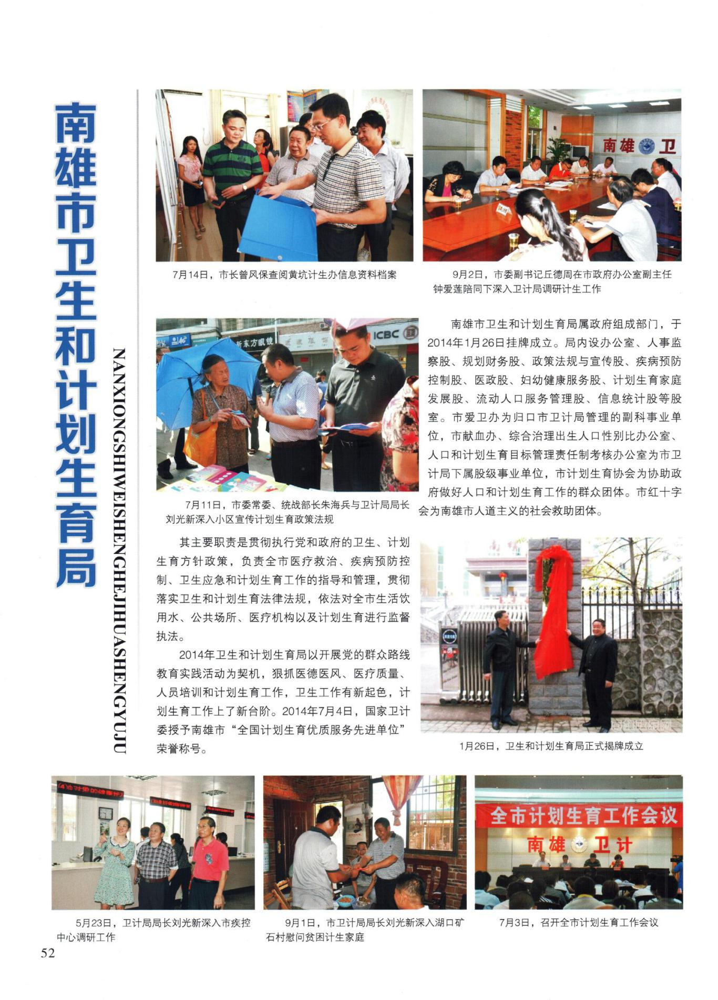 南雄市卫生和计划生育局
NANXIONGSHIWEISHENGHEJIHUASHENGYUJU
南雄 卫
7月14日，市长曾风保查阅黄坑计生办信息资料档案
9月2日，市委副书记丘德周在市政府办公室副主任
钟爱莲陪同下深入卫计局调研计生工作
新东方眼镜
ICBC
7月11日，市委常委、统战部长朱海兵与卫计局局长
刘光新深入小区宣传计划生育政策法规
南雄市卫生和计划生育局属政府组成部门，于
2014年1月26日挂牌成立。局内设办公室、人事监
察股、规划财务股、政策法规与宣传股、疾病预防
控制股、医政股、妇幼健康服务股、计划生育家庭
发展股、流动人口服务管理股、信息统计股等股
室。市爱卫办为归口市卫计局管理的副科事业单
位，市献血办、综合治理出生人口性别比办公室、
人口和计划生育目标管理责任制考核办公室为市卫
计局下属股级事业单位，市计划生育协会为协助政
府做好人口和计划生育工作的群众团体。市红十字
会为南雄市人道主义的社会救助团体。
其主要职责是贯彻执行党和政府的卫生、计划
生育方针政策，负责全市医疗救治、疾病预防控
制、卫生应急和计划生育工作的指导和管理，贯彻
落实卫生和计划生育法律法规，依法对全市生活饮
用水、公共场所、医疗机构以及计划生育进行监督
执法。
2014年卫生和计划生育局以开展党的群众路线
教育实践活动为契机，狠抓医德医风、医疗质量、
人员培训和计划生育工作，卫生工作有新起色，计
划生育工作上了新台阶。2014年7月4日，国家卫计
委授予南雄市“全国计划生育优质服务先进单位”
荣誉称号。
1月26日，卫生和计划生育局正式揭牌成立
全市计划生育工作会议
南雄 卫计
5月23日，卫计局局长刘光新深入市疾控
中心调研工作
9月1日，市卫计局局长刘光新深入湖口矿
石村慰问贫困计生家庭
7月3日，召开全市计划生育工作会议
52